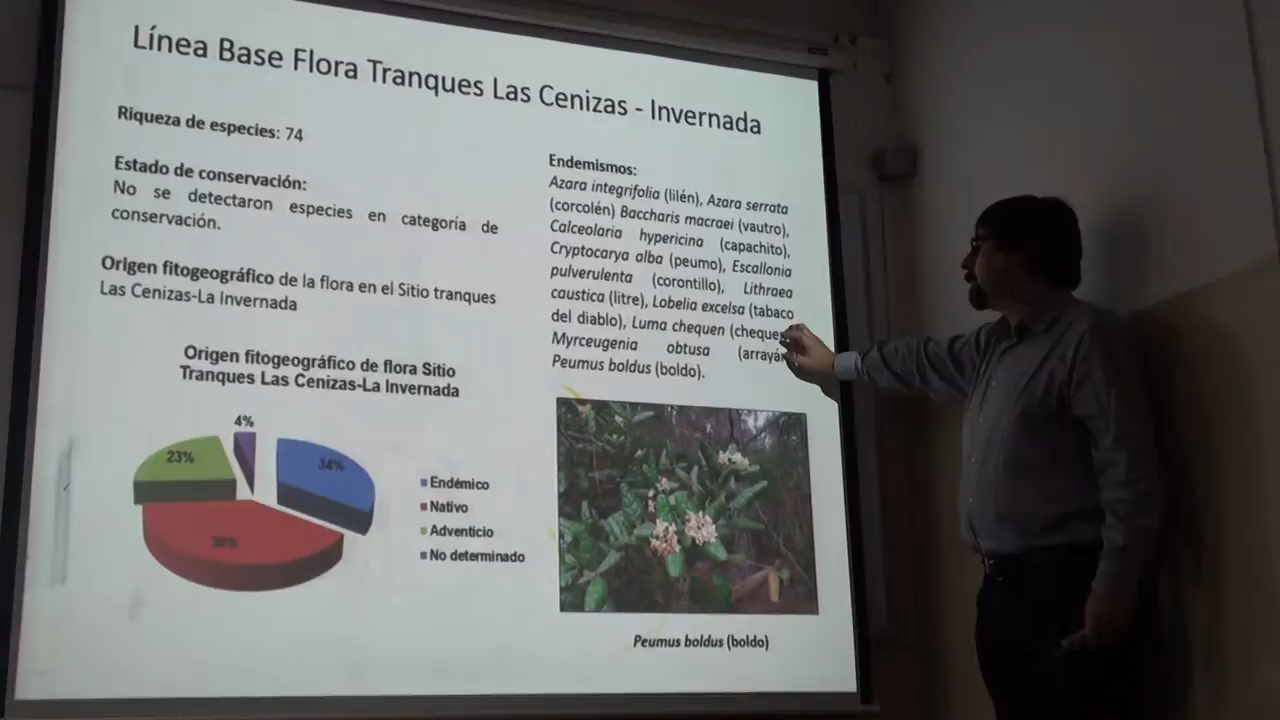 Línea Base Flora Tranques Las Cenizas - Invernada
Riqueza de especies: 74
Estado de conservación:
No se detectaron especies en categoría de
conservación.
Origen fitogeográfico de la flora en el Sitio tranques
Las Cenizas-La Invernada
Origen fitogeográfico de flora Sitio
Tranques Las Cenizas-La Invernada
4%
23%
34%
Endémico
Nativo
Adventicio
No determinado
Endemismos:
Azara integrifolia (lilén), Azara serrata
(corcolén) Baccharis macraei (vautro),
Calceolaria hypericina (capachito),
Cryptocarya alba (peumo), Escallonia
pulverulenta (corontillo), Lithraea
caustica (litre), Lobelia excelsa (tabaco
del diablo), Luma chequen
Myrceugenia obtusa
Peumus boldus (boldo).
Peumus boldus (boldo)